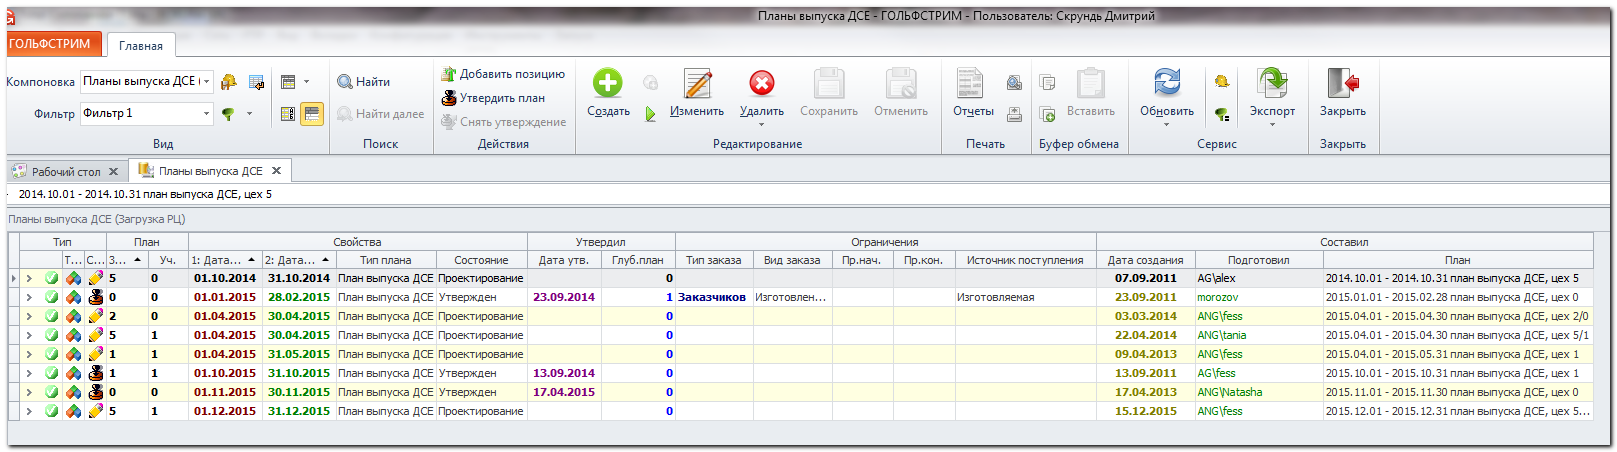 Планы выпуска ДСЕ - ГОЛЬФСТРИМ - Пользователь: Скрундь Дмитрий
ГОЛЬФСТРИМ Главная
Компоновка Планы выпуска ДСЕ ( Найти Добавить позицию
Утвердить план
Создать Изменить Удалить Сохранить Отменить Отчеты Вставить Обновить Экспорт Закрыть
Фильтр Фильтр 1 Найти далее Снять утверждение
Вид Поиск Действия Редактирование Печать Буфер обмена Сервис Закрыть
Рабочий стол Планы выпуска ДСЕ
2014.10.01 - 2014.10.31 план выпуска ДСЕ, цех 5
Планы выпуска ДСЕ (Загрузка РЦ)
Тип План Свойства Утвердил Ограничения Составил
Т... С... З... Уч. 1: Дата... 2: Дата... Тип плана Состояние Дата утв. Глуб.план Тип заказа Вид заказа Пр.нач. Пр.кон. Источник поступления Дата создания Подготовил План
5 0 01.10.2014 31.10.2014 План выпуска ДСЕ Проектирование 0 07.09.2011 AG\alex 2014.10.01 - 2014.10.31 план выпуска ДСЕ, цех 5
0 0 01.01.2015 28.02.2015 План выпуска ДСЕ Утвержден 23.09.2014 1 Заказчиков Изготовлен... Изготовляемая 23.09.2011 morozov 2015.01.01 - 2015.02.28 план выпуска ДСЕ, цех 0
2 0 01.04.2015 30.04.2015 План выпуска ДСЕ Проектирование 0 03.03.2014 ANG\fess 2015.04.01 - 2015.04.30 план выпуска ДСЕ, цех 2/0
5 1 01.04.2015 30.04.2015 План выпуска ДСЕ Проектирование 0 22.04.2014 ANG\tania 2015.04.01 - 2015.04.30 план выпуска ДСЕ, цех 5/1
1 1 01.04.2015 31.05.2015 План выпуска ДСЕ Проектирование 0 09.04.2013 ANG\fess 2015.04.01 - 2015.05.31 план выпуска ДСЕ, цех 1
1 1 01.10.2015 31.10.2015 План выпуска ДСЕ Утвержден 13.09.2014 0 13.09.2011 AG\fess 2015.10.01 - 2015.10.31 план выпуска ДСЕ, цех 1
0 0 01.11.2015 30.11.2015 План выпуска ДСЕ Утвержден 17.04.2015 0 17.04.2013 ANG\Natasha 2015.11.01 - 2015.11.30 план выпуска ДСЕ, цех 0
5 1 01.12.2015 31.12.2015 План выпуска ДСЕ Проектирование 0 15.12.2015 ANG\fess 2015.12.01 - 2015.12.31 план выпуска ДСЕ, цех 5...